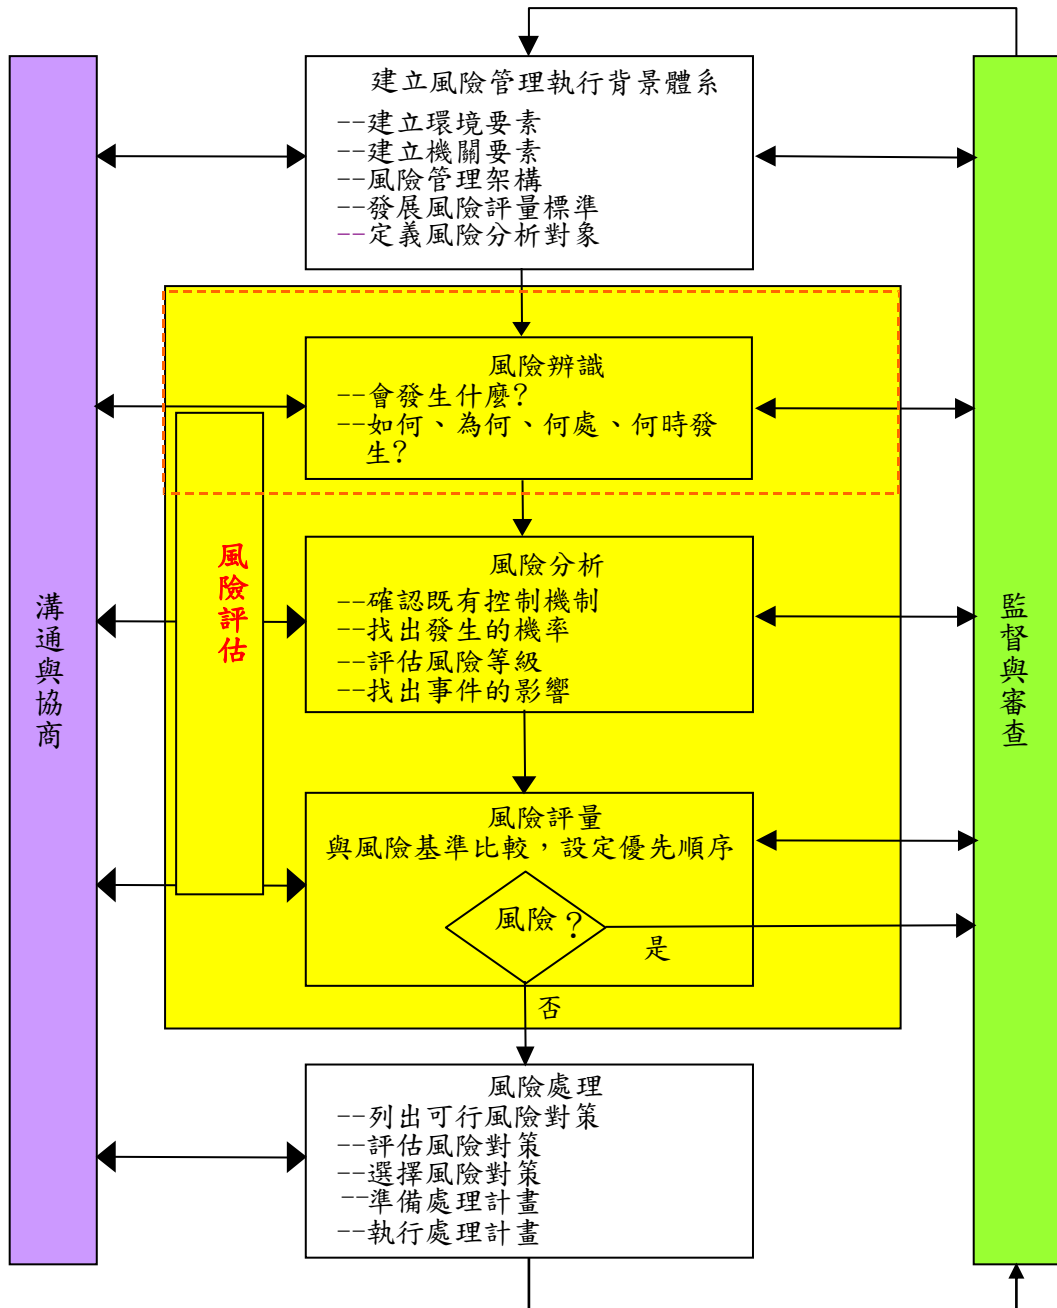 建立風險管理執行背景體系
--建立環境要素
--建立機關要素
--風險管理架構
--發展風險評量標準
--定義風險分析對象
風險辨識
--會發生什麼?
--如何、為何、何處、何時發
生?
風險評估
風險分析
--確認既有控制機制
--找出發生的機率
--評估風險等級
--找出事件的影響
溝通與協商
監督與審查
風險評量
與風險基準比較，設定優先順序
風險?
是
否
風險處理
--列出可行風險對策
--評估風險對策
--選擇風險對策
--準備處理計畫
--執行處理計畫